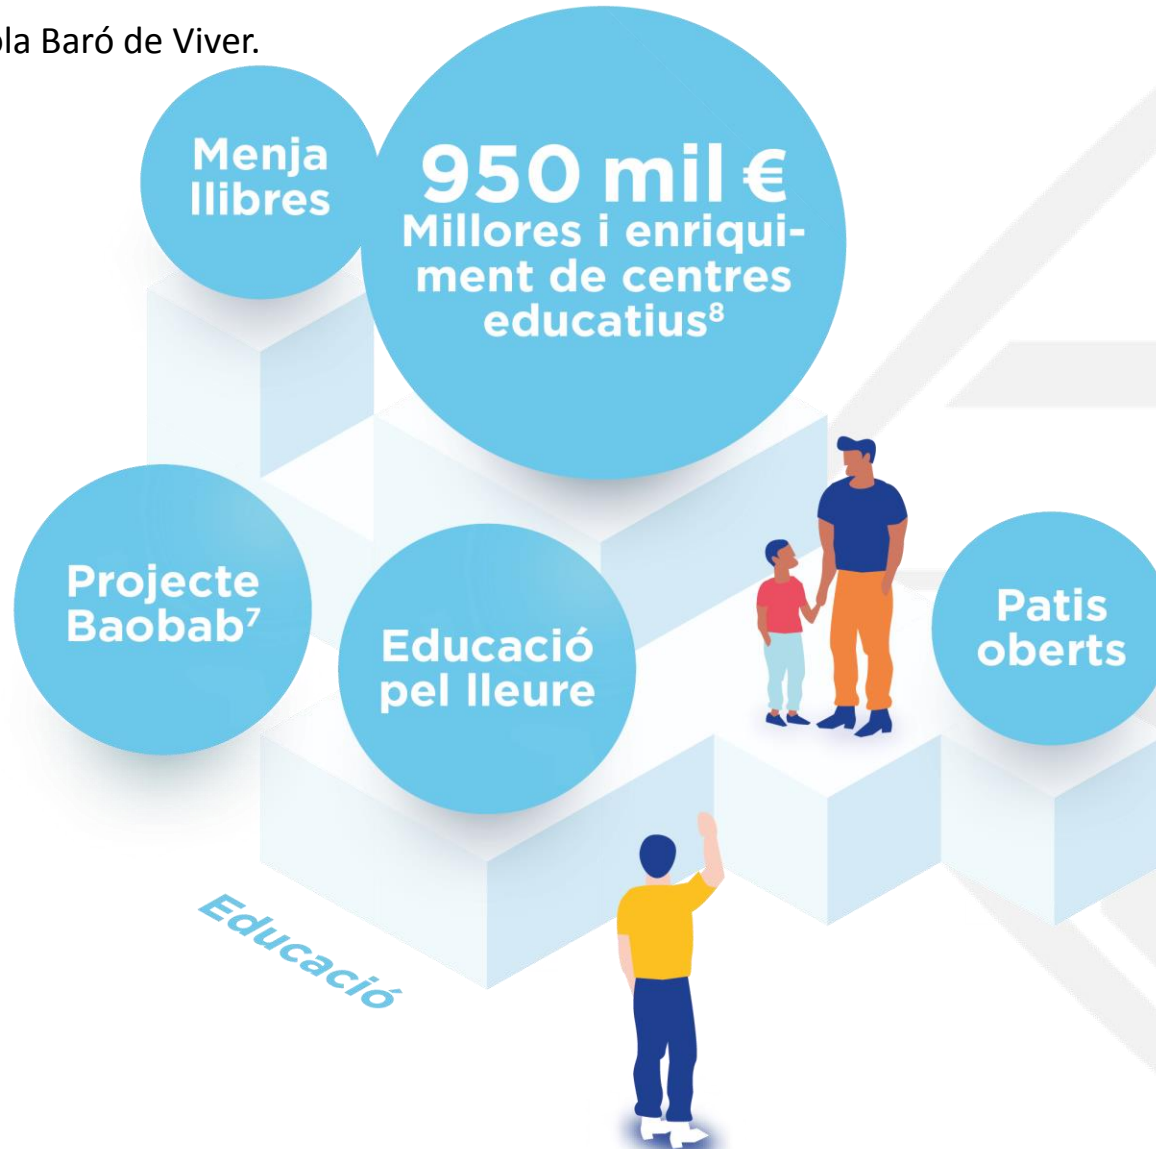 la Baró de Viver.
Menja
llibres
950 mil €
Millores i enriqui-
ment de centres
educatius⁸
Projecte
Baobab⁷
Educació
pel lleure
Patis
oberts
Educació